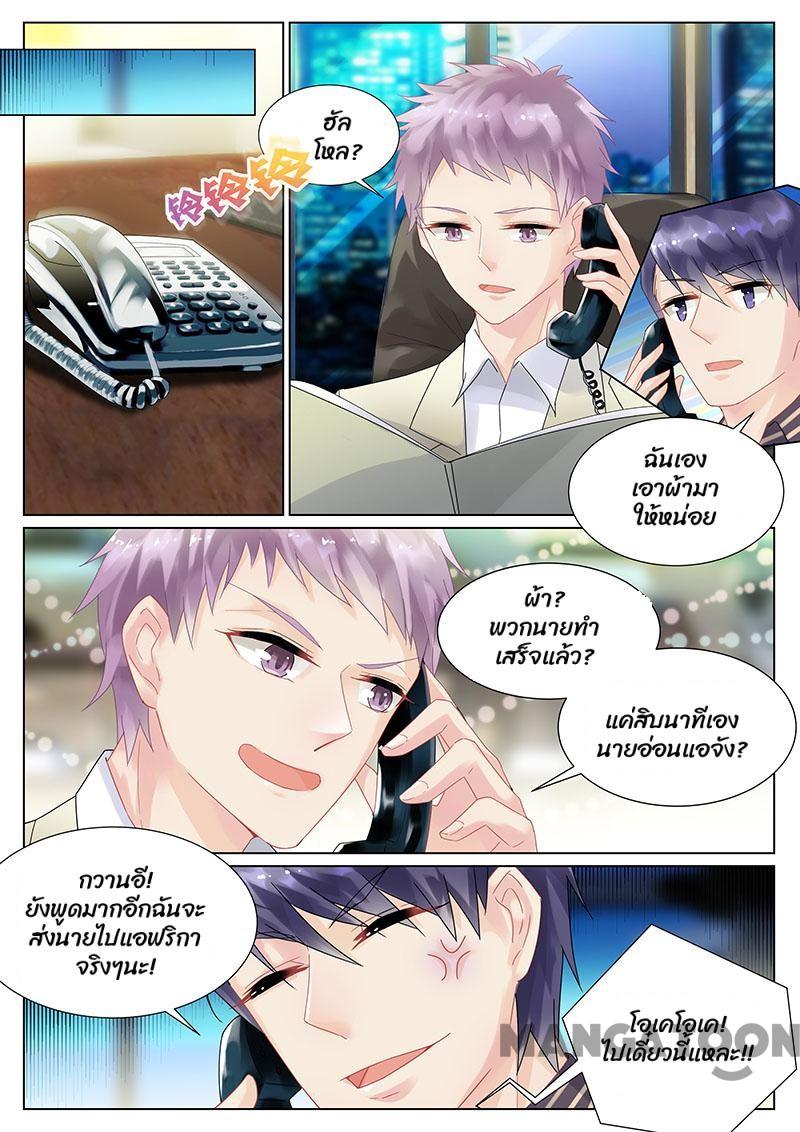 ฮัล
โหล?
铃铃铃
ฉันเอง
เอาผ้ามา
ให้หน่อย
ผ้า?
พวกนายทำ
เสร็จแล้ว?
แค่สิบนาทีเอง
นายอ่อนแอจัง?
กวานอี!
ยังพูดมากอีกฉันจะ
ส่งนายไปแอฟริกา
จริงๆนะ!
โอเคโอเค!
ไปเดี๋ยวนี้แหละ!!
MANGATOON